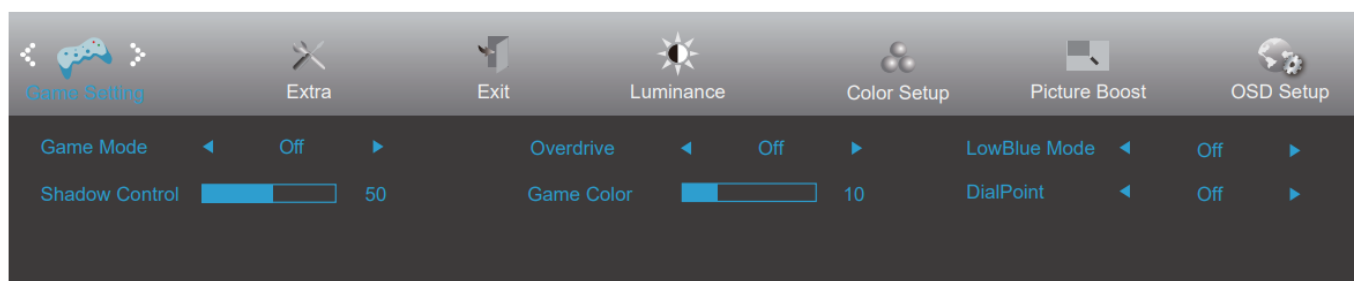 Game Setting Extra Exit Luminance Color Setup Picture Boost OSD Setup
Game Mode Off Overdrive Off LowBlue Mode Off
Shadow Control 50 Game Color 10 DialPoint Off